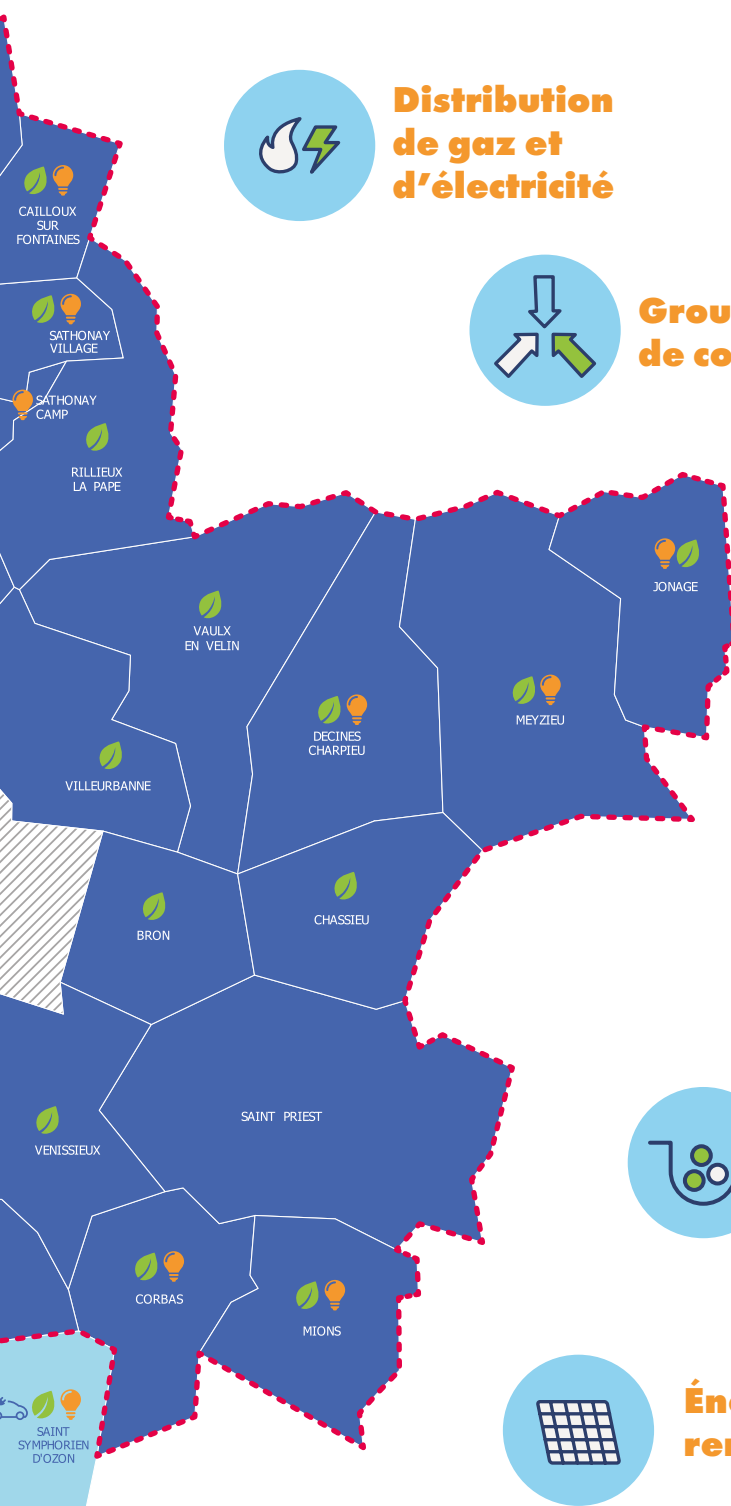 Distribution
de gaz et
d’électricité
CAILLOUX
SUR
FONTAINES
SATHONAY
VILLAGE
SATHONAY
CAMP
RILLIEUX
LA PAPE
VAULX
EN VELIN
JONAGE
MEYZIEU
DECINES
CHARPIEU
VILLEURBANNE
BRON
CHASSIEU
SAINT PRIEST
VENISSIEUX
CORBAS
MIONS
SAINT
SYMPHORIEN
D'OZON